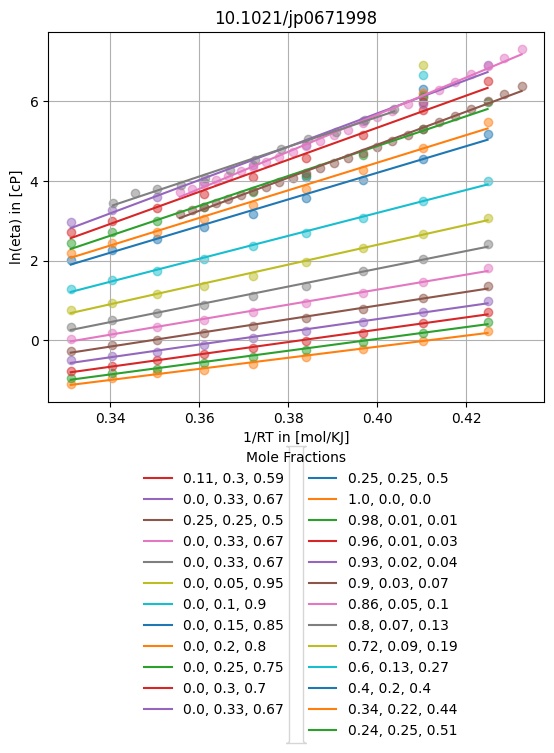 10.1021/jp0671998
ln(eta) in [cP]
6
4
2
0
0.34 0.36 0.38 0.40 0.42
1/RT in [mol/KJ]
Mole Fractions
0.11, 0.3, 0.59
0.0, 0.33, 0.67
0.25, 0.25, 0.5
0.0, 0.33, 0.67
0.0, 0.33, 0.67
0.0, 0.05, 0.95
0.0, 0.1, 0.9
0.0, 0.15, 0.85
0.0, 0.2, 0.8
0.0, 0.25, 0.75
0.0, 0.3, 0.7
0.0, 0.33, 0.67
0.25, 0.25, 0.5
1.0, 0.0, 0.0
0.98, 0.01, 0.01
0.96, 0.01, 0.03
0.93, 0.02, 0.04
0.9, 0.03, 0.07
0.86, 0.05, 0.1
0.8, 0.07, 0.13
0.72, 0.09, 0.19
0.6, 0.13, 0.27
0.4, 0.2, 0.4
0.34, 0.22, 0.44
0.24, 0.25, 0.51